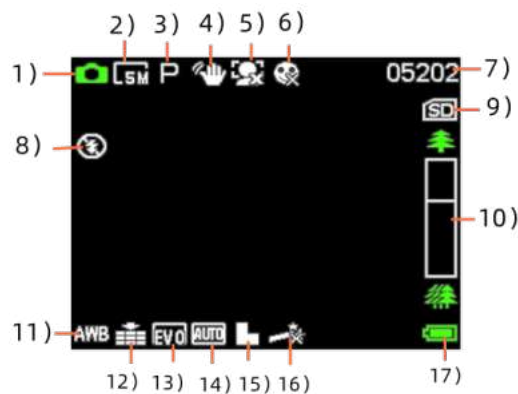 2) 3) 4) 5) 6)
1) 5M P 05202 7)
SD 9)
8)
10)
11) AWB EV0 AUTO
12) 13) 14) 15) 16) 17)